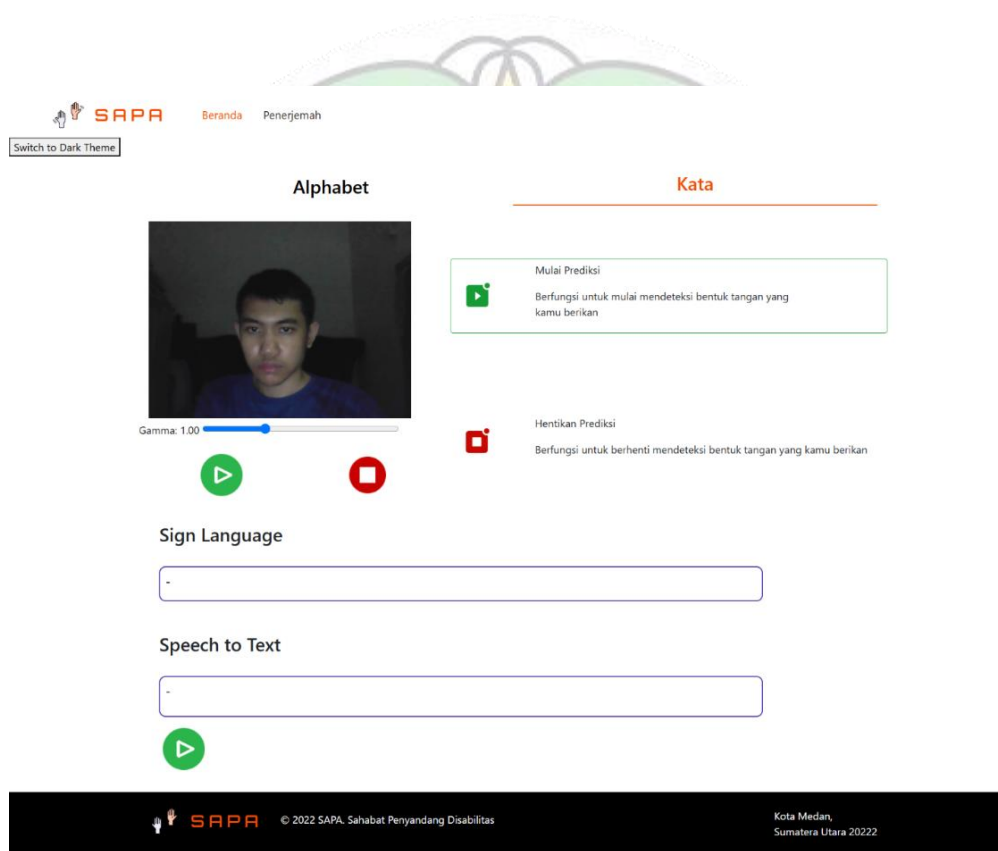 SAPA Beranda Penerjemah
Switch to Dark Theme
Alphabet
Kata
Mulai Prediksi
Berfungsi untuk mulai mendeteksi bentuk tangan yang
kamu berikan
Gamma: 1.00
Hentikan Prediksi
Berfungsi untuk berhenti mendeteksi bentuk tangan yang kamu berikan
Sign Language
-
Speech to Text
-
SAPA © 2022 SAPA. Sahabat Penyandang Disabilitas
Kota Medan,
Sumatera Utara 20222